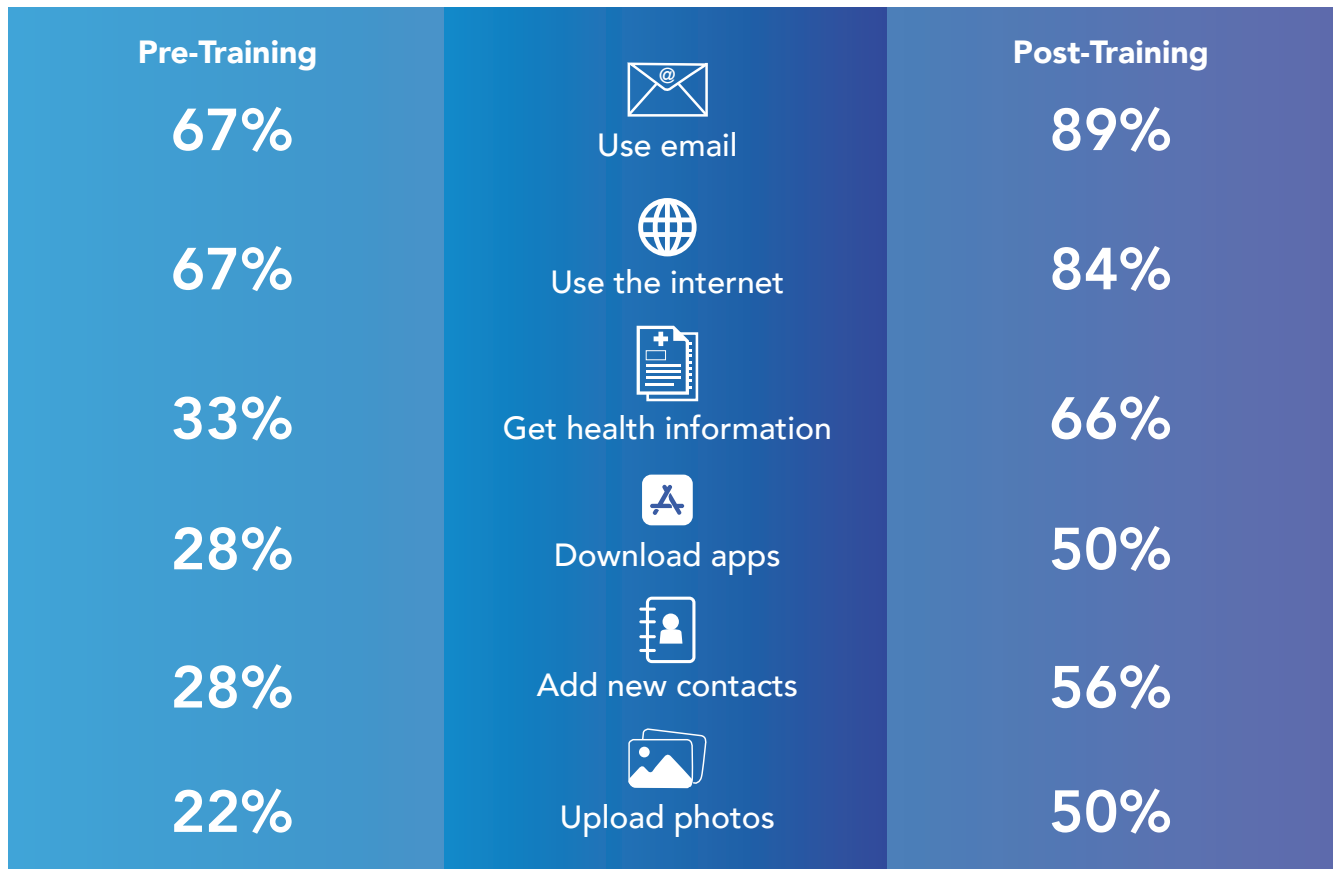 Pre-Training
Post-Training
67%
@
Use email
89%
67%
Use the internet
84%
33%
Get health information
66%
28%
Download apps
50%
28%
Add new contacts
56%
22%
Upload photos
50%